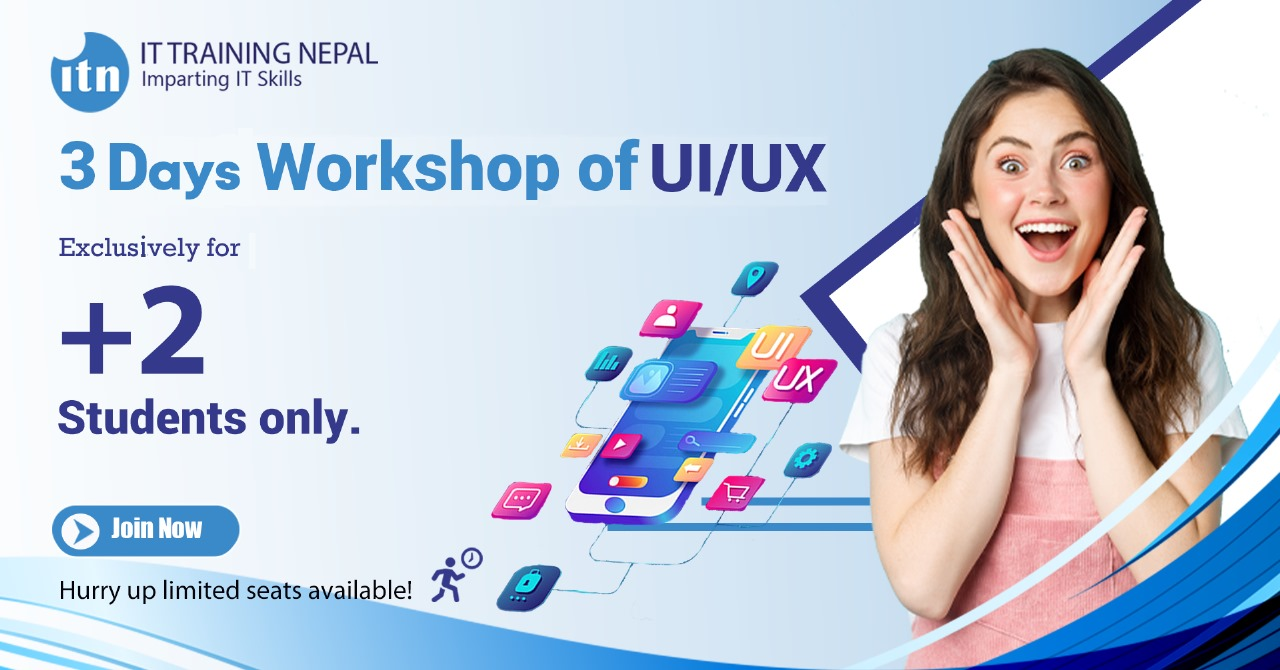 itn
IT TRAINING NEPAL
Imparting IT Skills
3 Days Workshop of UI/UX
Exclusively for
+2
Students only.
UI
UX
Join Now
Hurry up limited seats available!